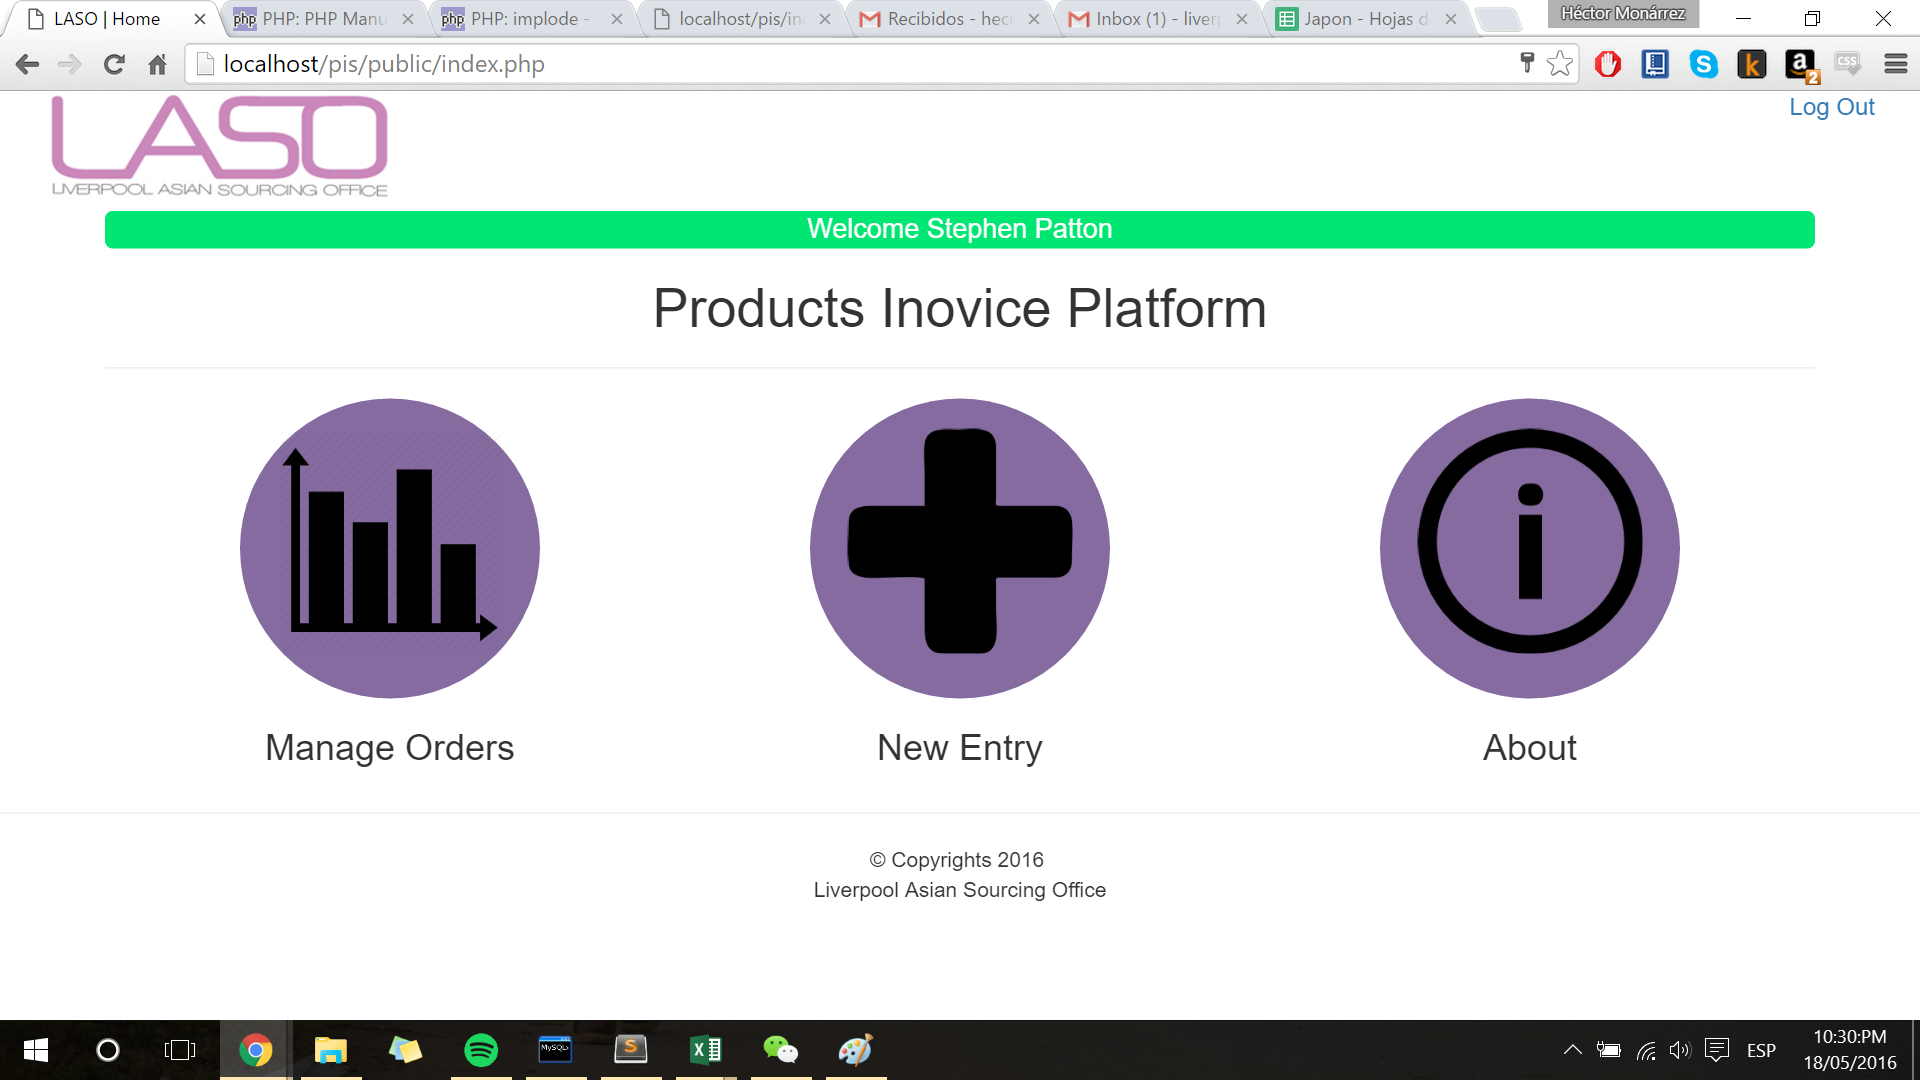 LASO | Home
PHP: PHP Manu
PHP: implode -
localhost/pis/in
Recibidos - hec
Inbox (1) - liverp
Japon - Hojas d
Héctor Monárrez
localhost/pis/public/index.php
LASO
LIVERPOOL ASIAN SOURCING OFFICE
Log Out
Welcome Stephen Patton
Products Inovice Platform
Manage Orders
New Entry
About
© Copyrights 2016
Liverpool Asian Sourcing Office
ESP
10:30:PM
18/05/2016